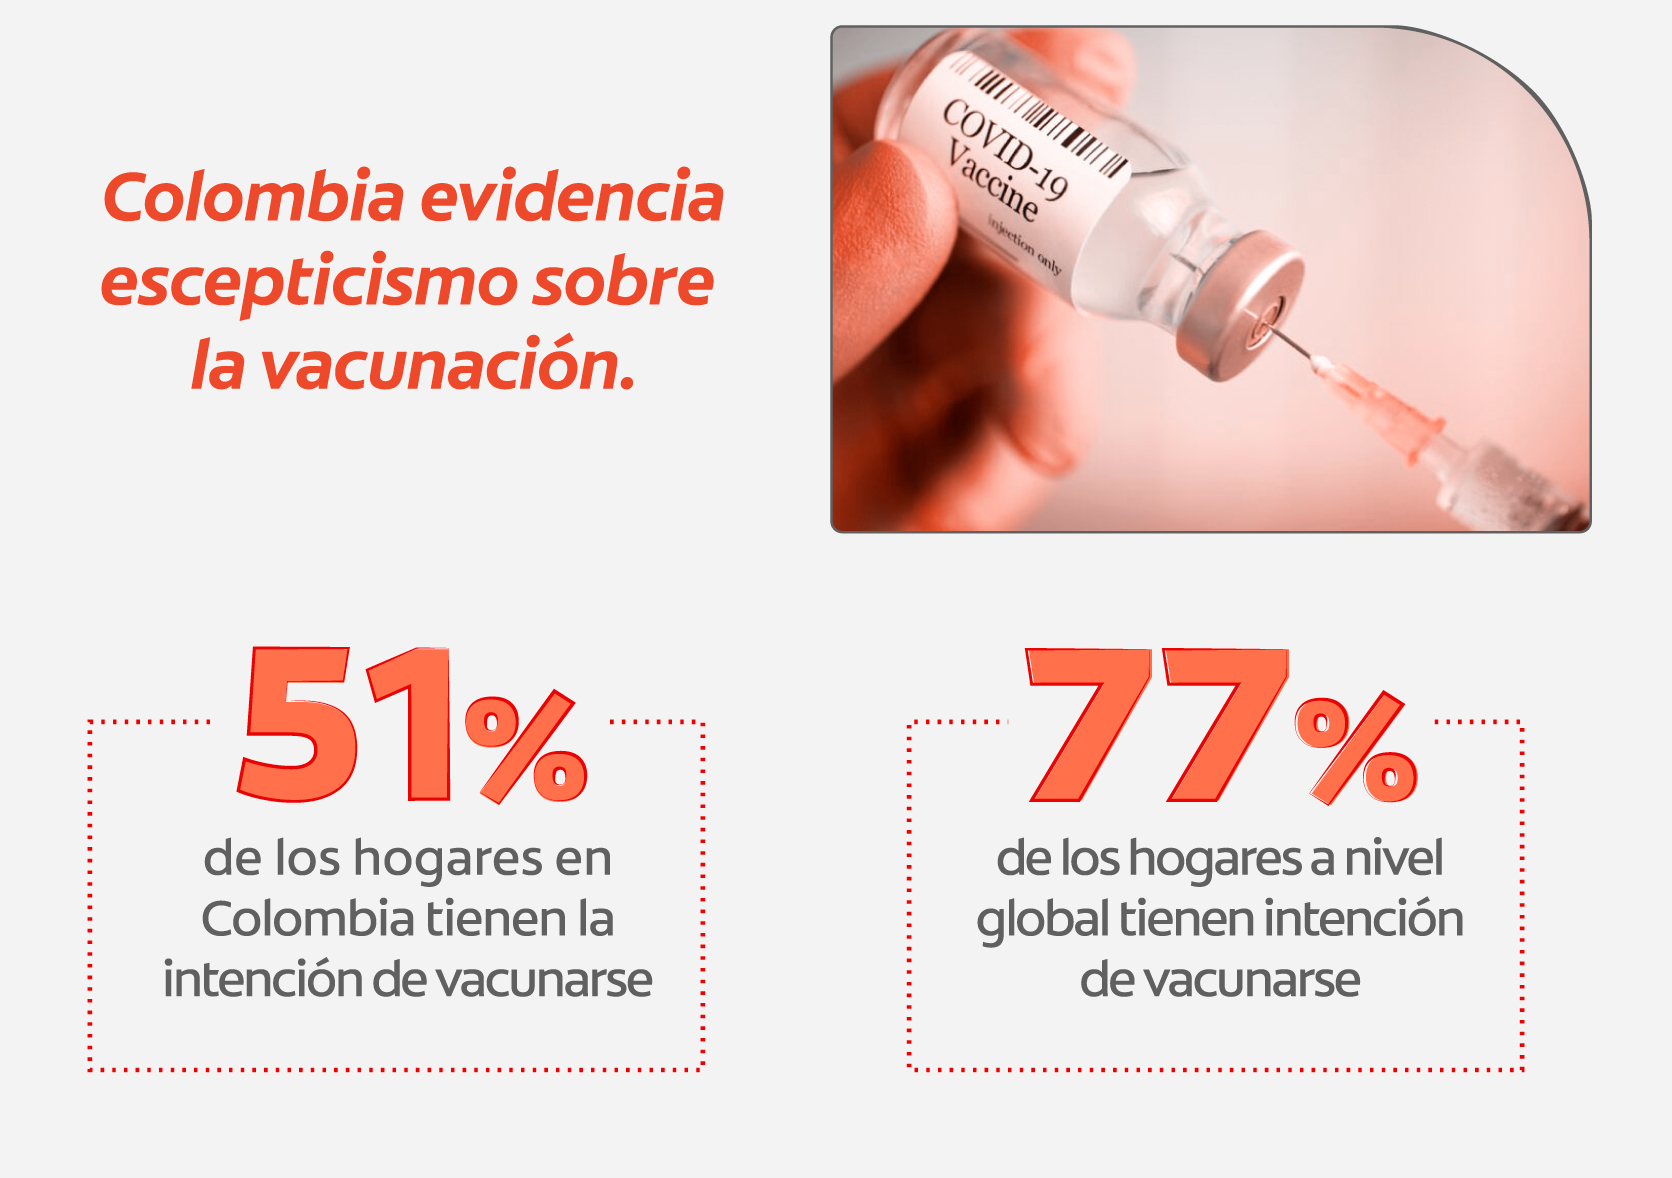 Colombia evidencia
escepticismo sobre
la vacunación.
COVID-19
Vaccine
injection only
51%
de los hogares en
Colombia tienen la
intención de vacunarse
77%
de los hogares a nivel
global tienen intención
de vacunarse